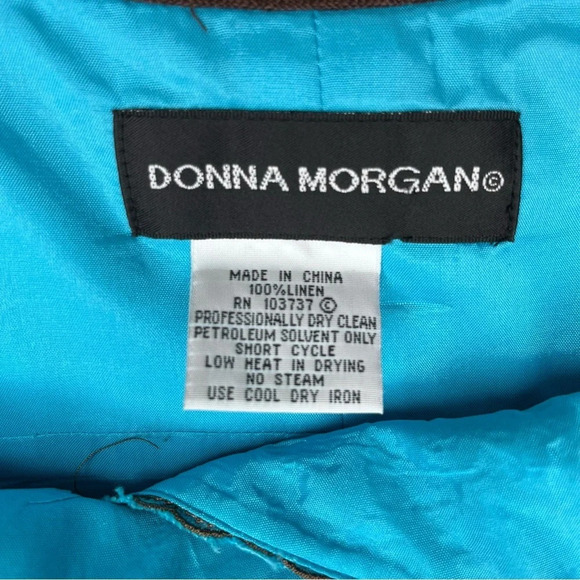 DONNA MORGAN©
MADE IN CHINA
100%LINEN
RN 103737 ©
PROFESSIONALLY DRY CLEAN
PETROLEUM SOLVENT ONLY
SHORT CYCLE
LOW HEAT IN DRYING
NO STEAM
USE COOL DRY IRON